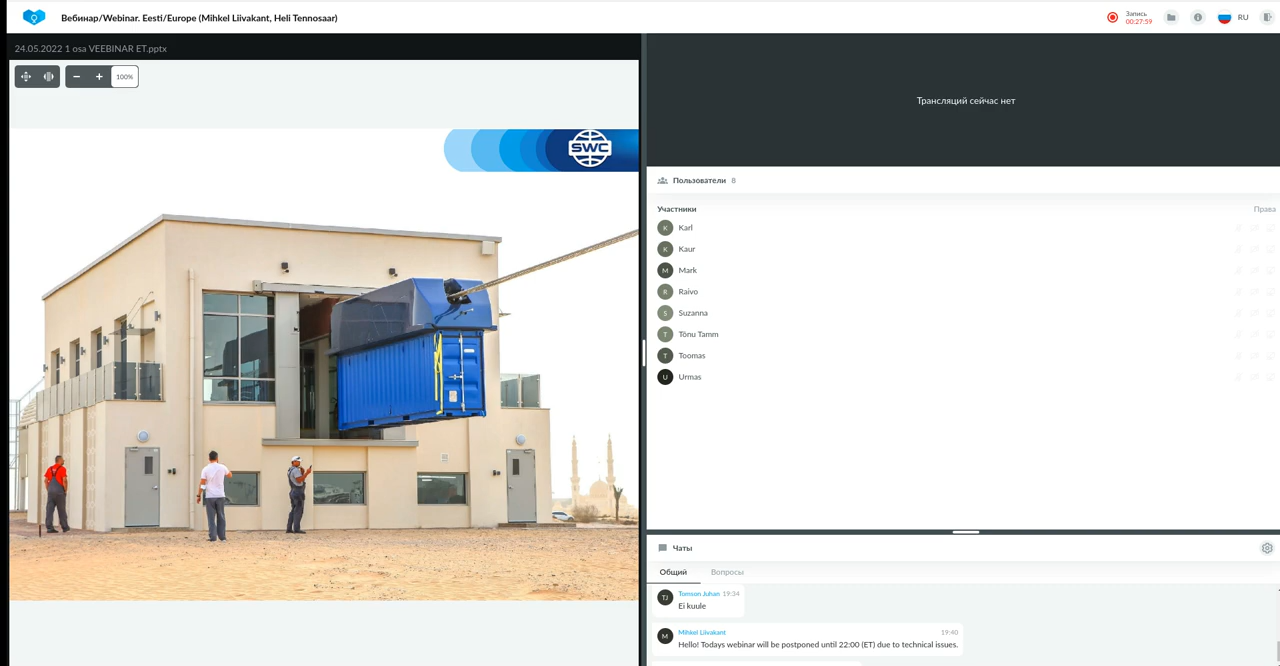 Вебинар/Webinar. Eesti/Europe (Mihkel Liivakant, Heli Tennosaar)
Запись
00:27:59
RU
24.05.2022 1 osa VEEBINAR ET.pptx
100%
SWC
Трансляций сейчас нет
Пользователи 8
Участники Права
K Karl
K Kaur
M Mark
R Raivo
S Suzanna
T Tõnu Tamm
T Toomas
U Urmas
Чаты
Общий Вопросы
TJ Tomson Juhan 19:34
Ei kuule
M Mihkel Liivakant 19:40
Hello! Todays webinar will be postponed until 22:00 (ET) due to technical issues.